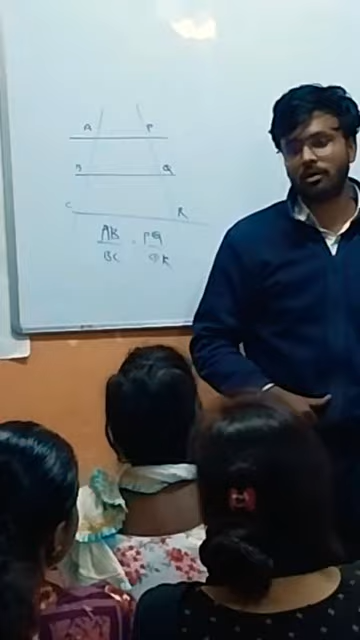 A P
B Q
C R
AB = PQ
BC QR